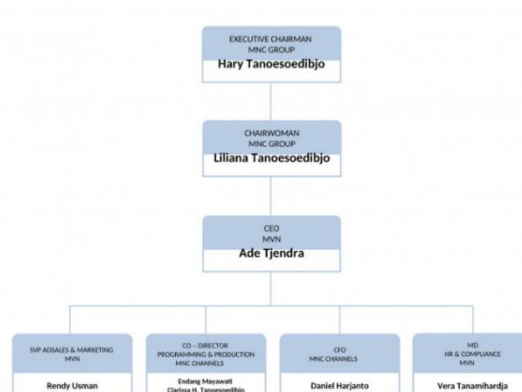 EXECUTIVE CHAIRMAN
MNC GROUP
Hary Tanoesoedibjo
CHAIRWOMAN
MNC GROUP
Liliana Tanoesoedibjo
CEO
MVN
Ade Tjendra
SVP ADSALES & MARKETING
MVN
Rendy Usman
CO – DIRECTOR
PROGRAMMING & PRODUCTION
MNC CHANNELS
Endang Mayawati
Clarissa H. Tanoesoedibjo
CFO
MNC CHANNELS
Daniel Harjanto
MD
HR & COMPLIANCE
MVN
Vera Tanamihardja